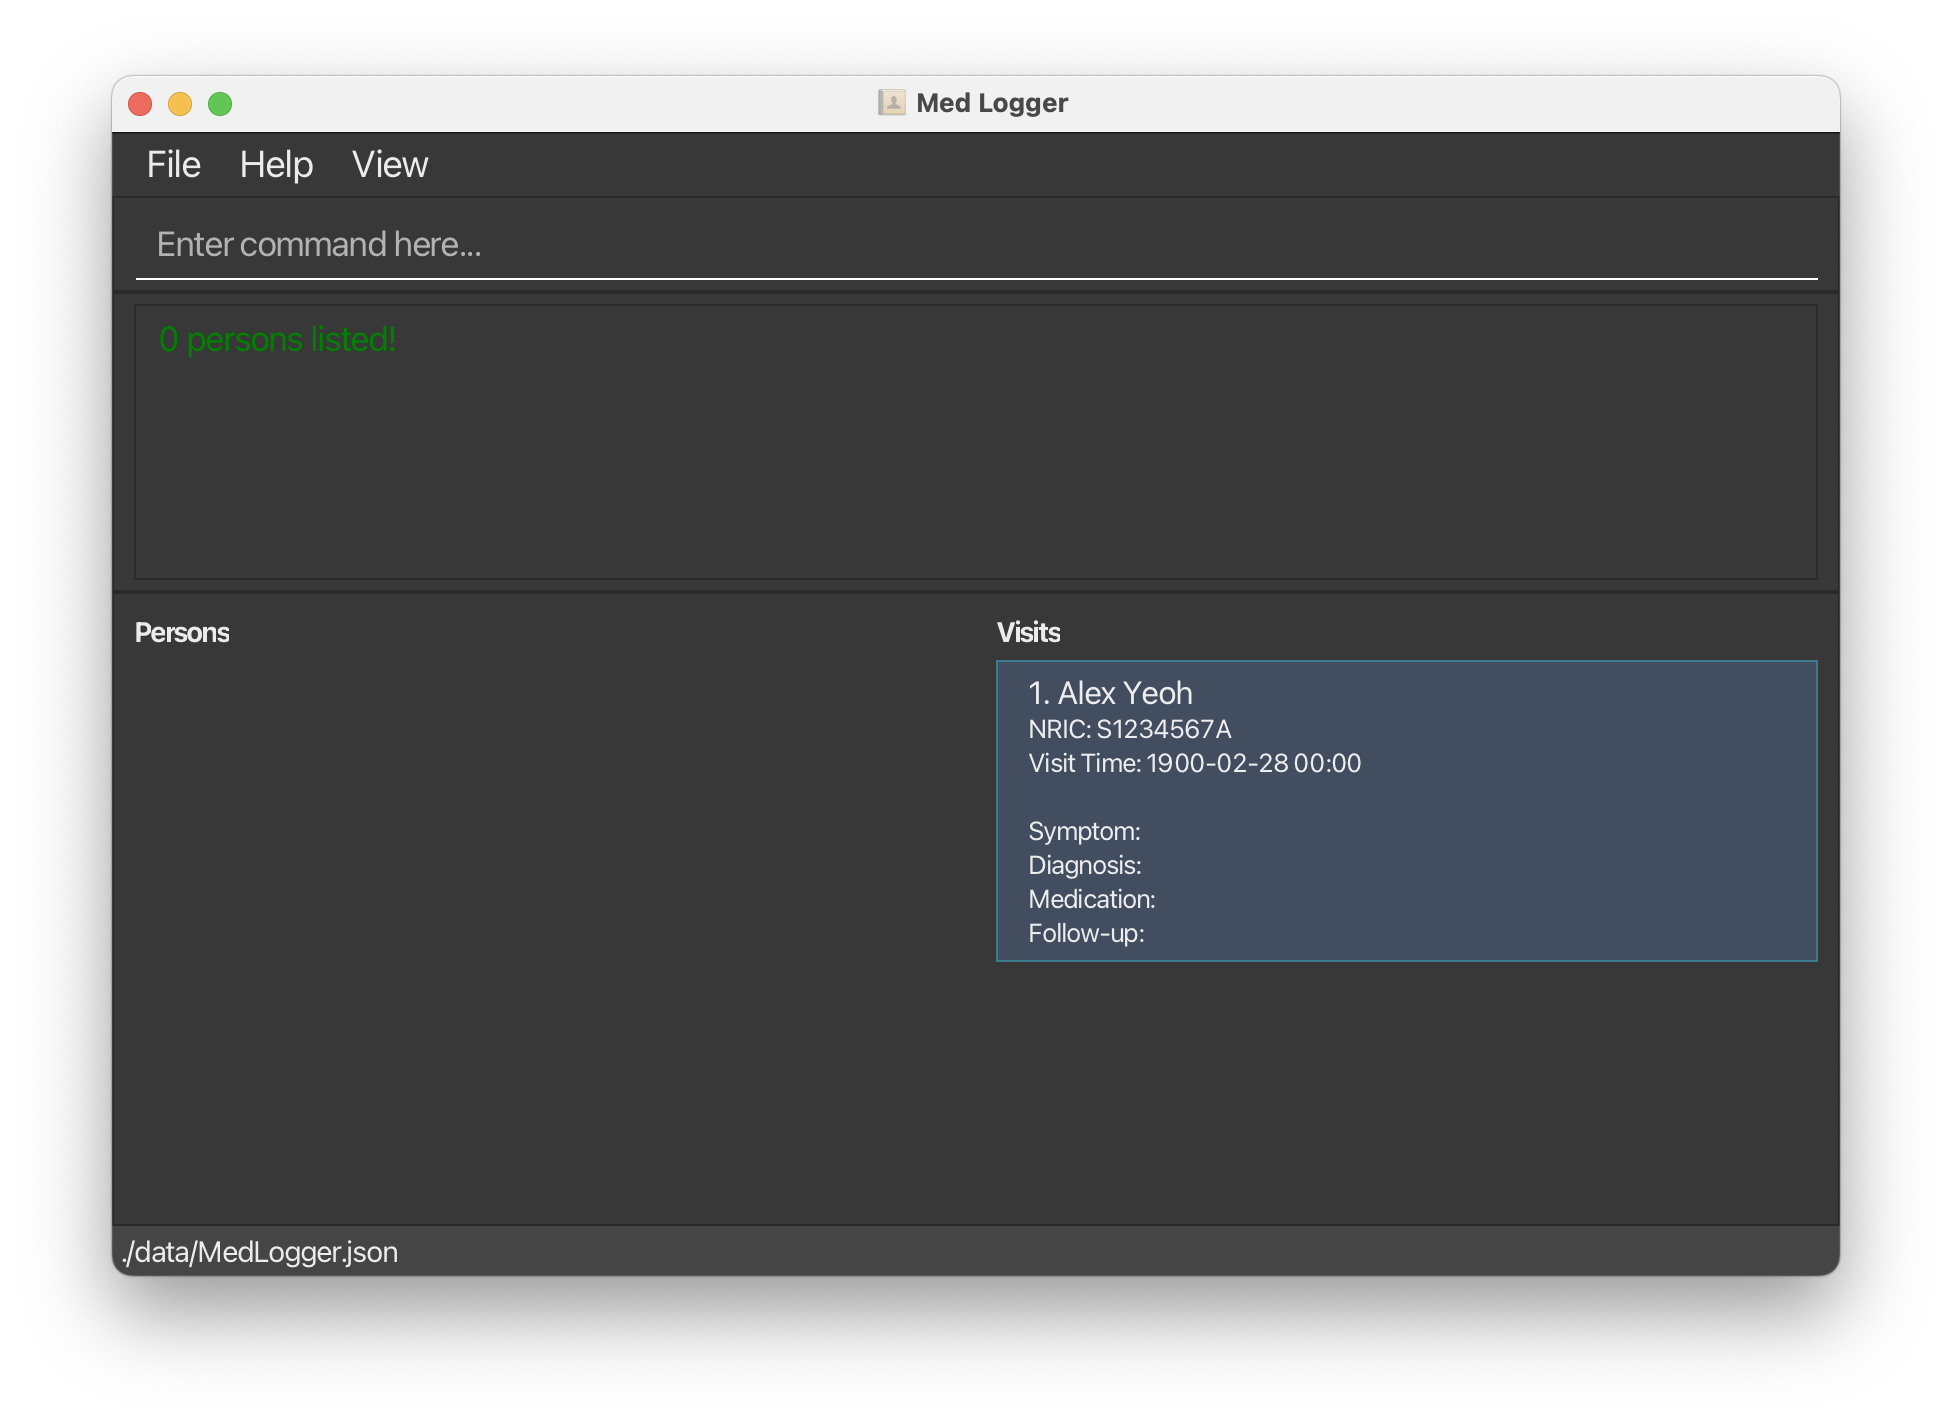 Med Logger
File Help View
Enter command here...
0 persons listed!
Persons
Visits
1. Alex Yeoh
NRIC: S1234567A
Visit Time: 1900-02-28 00:00
Symptom:
Diagnosis:
Medication:
Follow-up:
./data/MedLogger.json